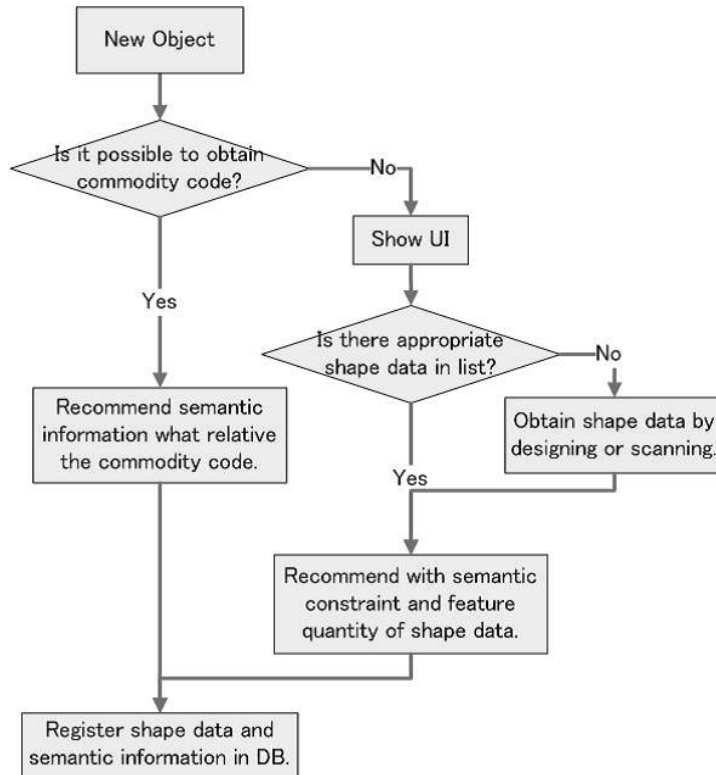 New Object
Is it possible to obtain
commodity code?
No
Show UI
Yes
Is there appropriate
shape data in list?
No
Recommend semantic
information what relative
the commodity code.
Obtain shape data by
designing or scanning.
Yes
Recommend with semantic
constraint and feature
quantity of shape data.
Register shape data and
semantic information in DB.